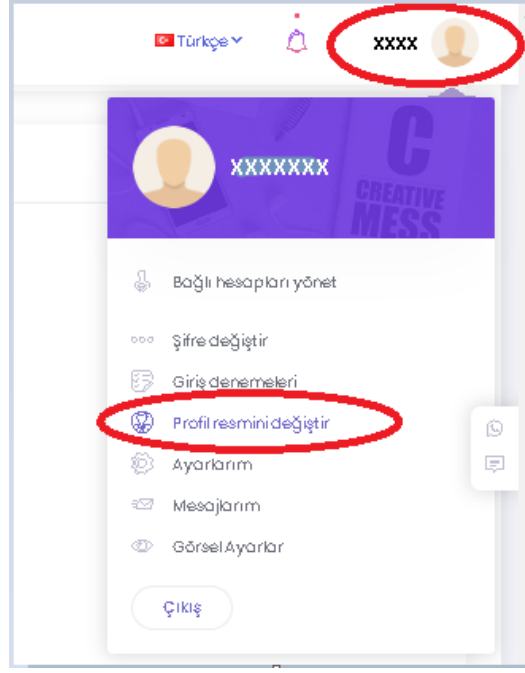 Türkçe
xxxx
XXXXXXX
C
CREATIVE
MESS
Bağlı hesapları yönet
Şifre değiştir
Giriş denemeleri
Profil resmini değiştir
Ayarlarım
Mesajlarım
Görsel Ayarlar
Çıkış